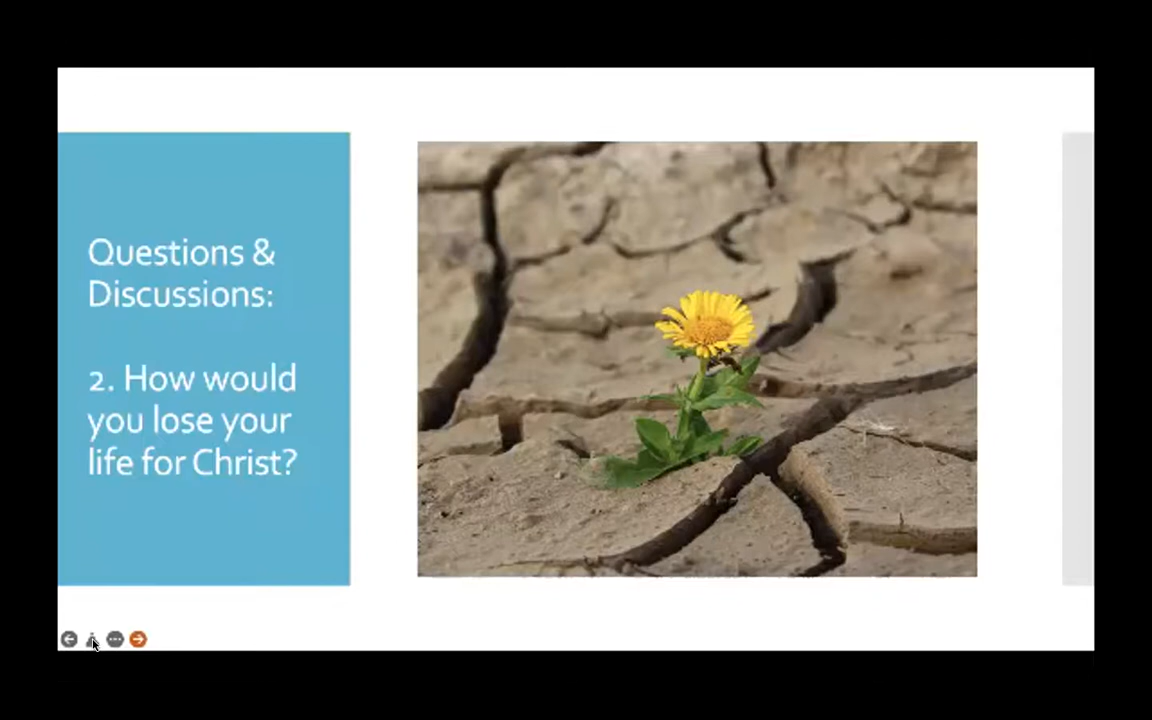 Questions &
Discussions:
2. How would
you lose your
life for Christ?